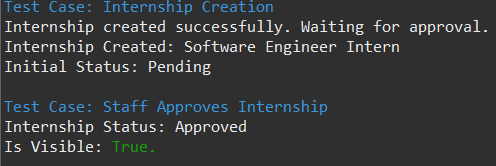 Test Case: Internship Creation
Internship created successfully. Waiting for approval.
Internship Created: Software Engineer Intern
Initial Status: Pending
Test Case: Staff Approves Internship
Internship Status: Approved
Is Visible: True.